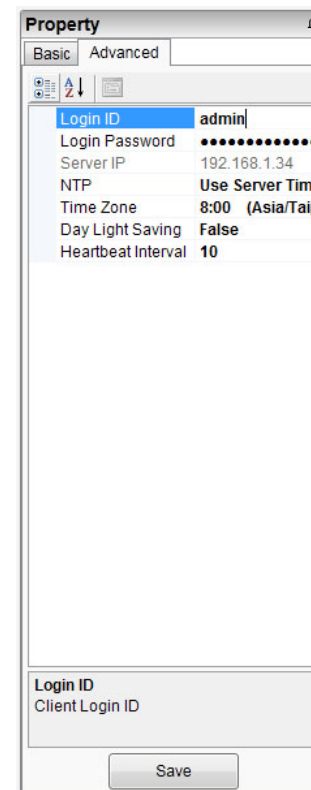 Property
Basic Advanced
Login ID admin
Login Password ●●●●●●●●●●●●
Server IP 192.168.1.34
NTP Use Server Tim
Time Zone 8:00 (Asia/Tai
Day Light Saving False
Heartbeat Interval 10
Login ID
Client Login ID
Save